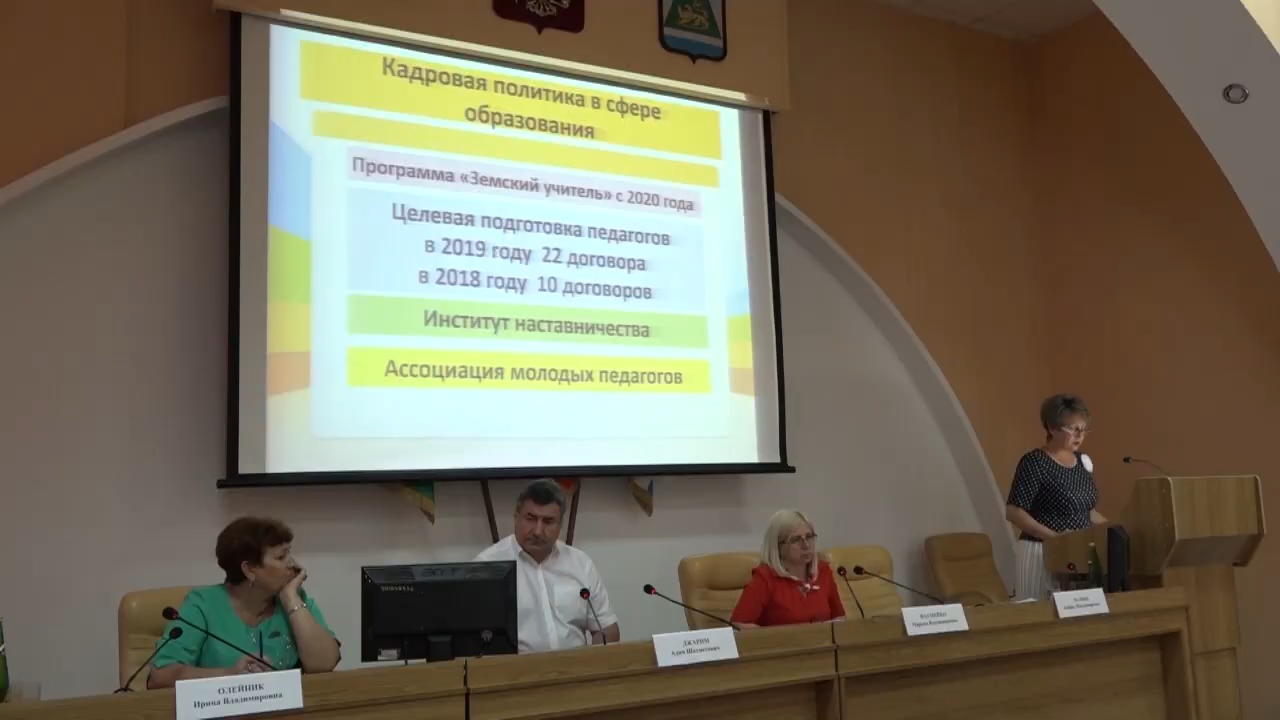 Кадровая политика в сфере
образования
Программа «Земский учитель» с 2020 года
Целевая подготовка педагогов
в 2019 году 22 договора
в 2018 году 10 договоров
Институт наставничества
Ассоциация молодых педагогов
ОЛЕЙНИК
Ирина Владимировна
ДЖАРИМ